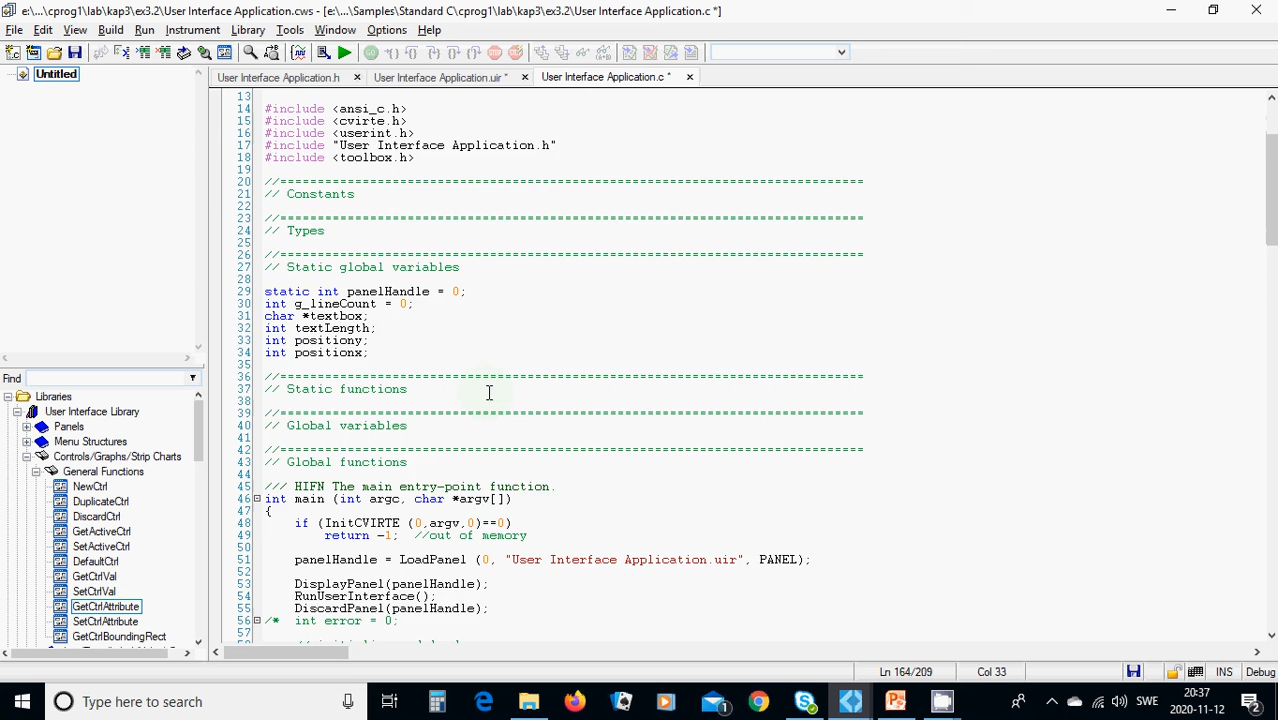 e:\...\cprog1\lab\kap3\ex3.2\User Interface Application.cws - [e:\...\Samples\Standard C\cprog1\lab\kap3\ex3.2\User Interface Application.c *]
File Edit View Build Run Instrument Library Tools Window Options Help
Untitled
User Interface Application.h User Interface Application.uir * User Interface Application.c *
13
14 #include <ansi_c.h>
15 #include <cvirte.h>
16 #include <userint.h>
17 #include "User Interface Application.h"
18 #include <toolbox.h>
19
20 //==============================================================================
21 // Constants
22
23 //==============================================================================
24 // Types
25
26 //==============================================================================
27 // Static global variables
28
29 static int panelHandle = 0;
30 int g_lineCount = 0;
31 char *textbox;
32 int textLength;
33 int positiony;
34 int positionx;
35
36 //==============================================================================
37 // Static functions
38
39 //==============================================================================
40 // Global variables
41
42 //==============================================================================
43 // Global functions
44
45 /// HIFN The main entry-point function.
46 int main (int argc, char *argv[])
47 {
48 if (InitCVIRTE (0,argv,0)==0)
49 return -1; //out of memory
50
51 panelHandle = LoadPanel (0, "User Interface Application.uir", PANEL);
52
53 DisplayPanel(panelHandle);
54 RunUserInterface();
55 DiscardPanel(panelHandle);
56 /* int error = 0;
57
Find
Libraries
User Interface Library
Panels
Menu Structures
Controls/Graphs/Strip Charts
General Functions
NewCtrl
DuplicateCtrl
DiscardCtrl
GetActiveCtrl
SetActiveCtrl
DefaultCtrl
GetCtrlVal
SetCtrlVal
GetCtrlAttribute
SetCtrlAttribute
GetCtrlBoundingRect
Ln 164/209 Col 33 INS Debug
Type here to search
1
SWE
20:37
2020-11-12
2